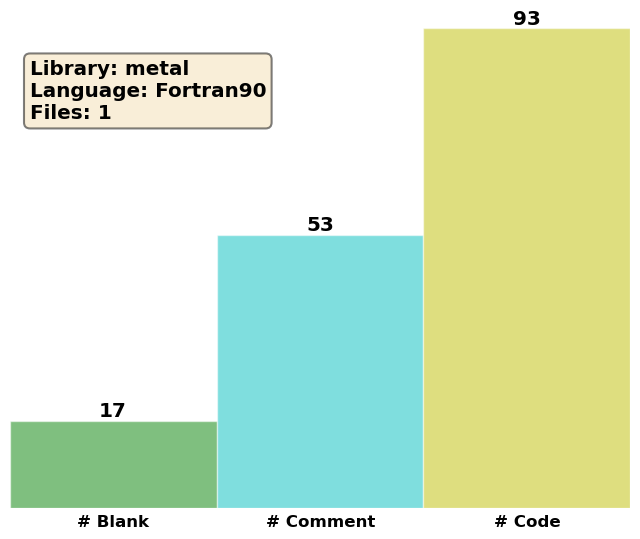 93
Library: metal
Language: Fortran90
Files: 1
53
17
# Blank
# Comment
# Code